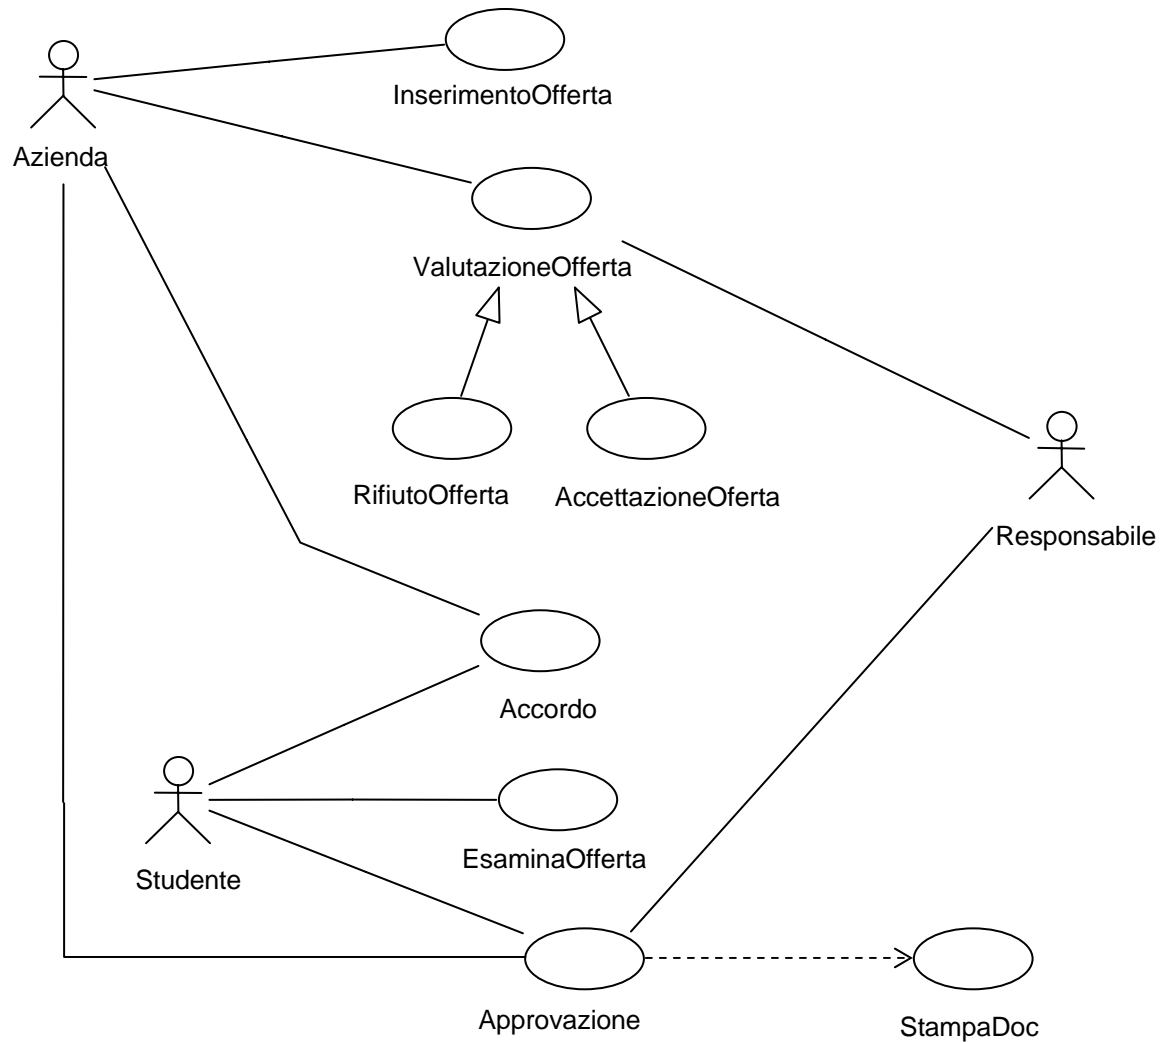 InserimentoOfferta
Azienda
ValutazioneOfferta
RifiutoOfferta
AccettazioneOferta
Responsabile
Accordo
EsaminaOfferta
Studente
Approvazione
StampaDoc